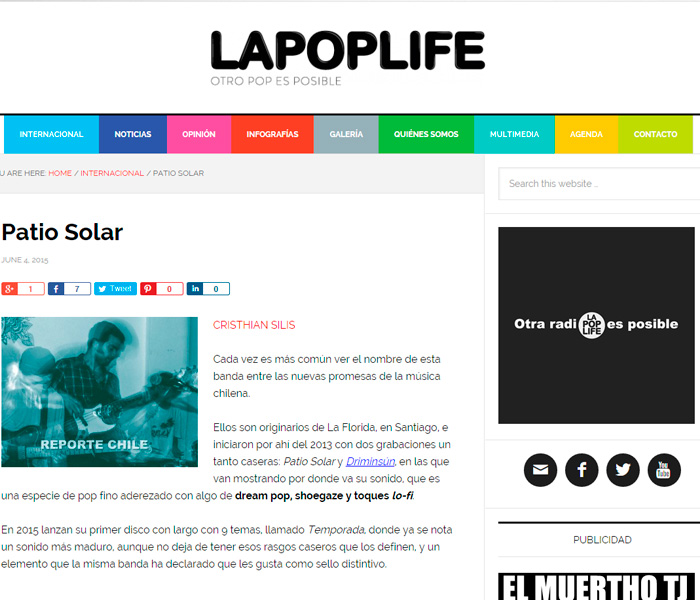 LAPOPLIFE
OTRO POP ES POSIBLE
INTERNACIONAL NOTICIAS OPINIÓN INFOGRAFÍAS GALERÍA QUIÉNES SOMOS MULTIMEDIA AGENDA CONTACTO
U ARE HERE: HOME / INTERNACIONAL / PATIO SOLAR
Search this website ...
Patio Solar
JUNE 4, 2015
1 7 Tweet 0 in 0
REPORTE CHILE
CRISTHIAN SILIS
Cada vez es más común ver el nombre de esta
banda entre las nuevas promesas de la música
chilena.
Ellos son originarios de La Florida, en Santiago, e
iniciaron por ahí del 2013 con dos grabaciones un
tanto caseras: Patio Solar y Driminsún, en las que
van mostrando por donde va su sonido, que es
una especie de pop fino aderezado con algo de dream pop, shoegaze y toques lo-fi.
En 2015 lanzan su primer disco con largo con 9 temas, llamado Temporada, donde ya se nota
un sonido más maduro, aunque no deja de tener esos rasgos caseros que los definen, y un
elemento que la misma banda ha declarado que les gusta como sello distintivo.
Otra radi LA POP LIFE es posible
You Tube
PUBLICIDAD
EL MUERTHO TJ